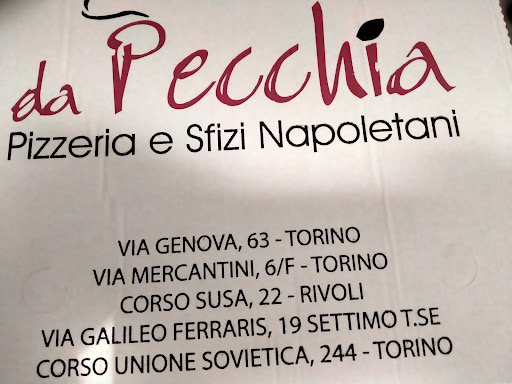 da Pecchia
Pizzeria e Sfizi Napoletani
VIA GENOVA, 63 - TORINO
VIA MERCANTINI, 6/F - TORINO
CORSO SUSA, 22 - RIVOLI
VIA GALILEO FERRARIS, 19 SETTIMO T.SE
CORSO UNIONE SOVIETICA, 244 - TORINO